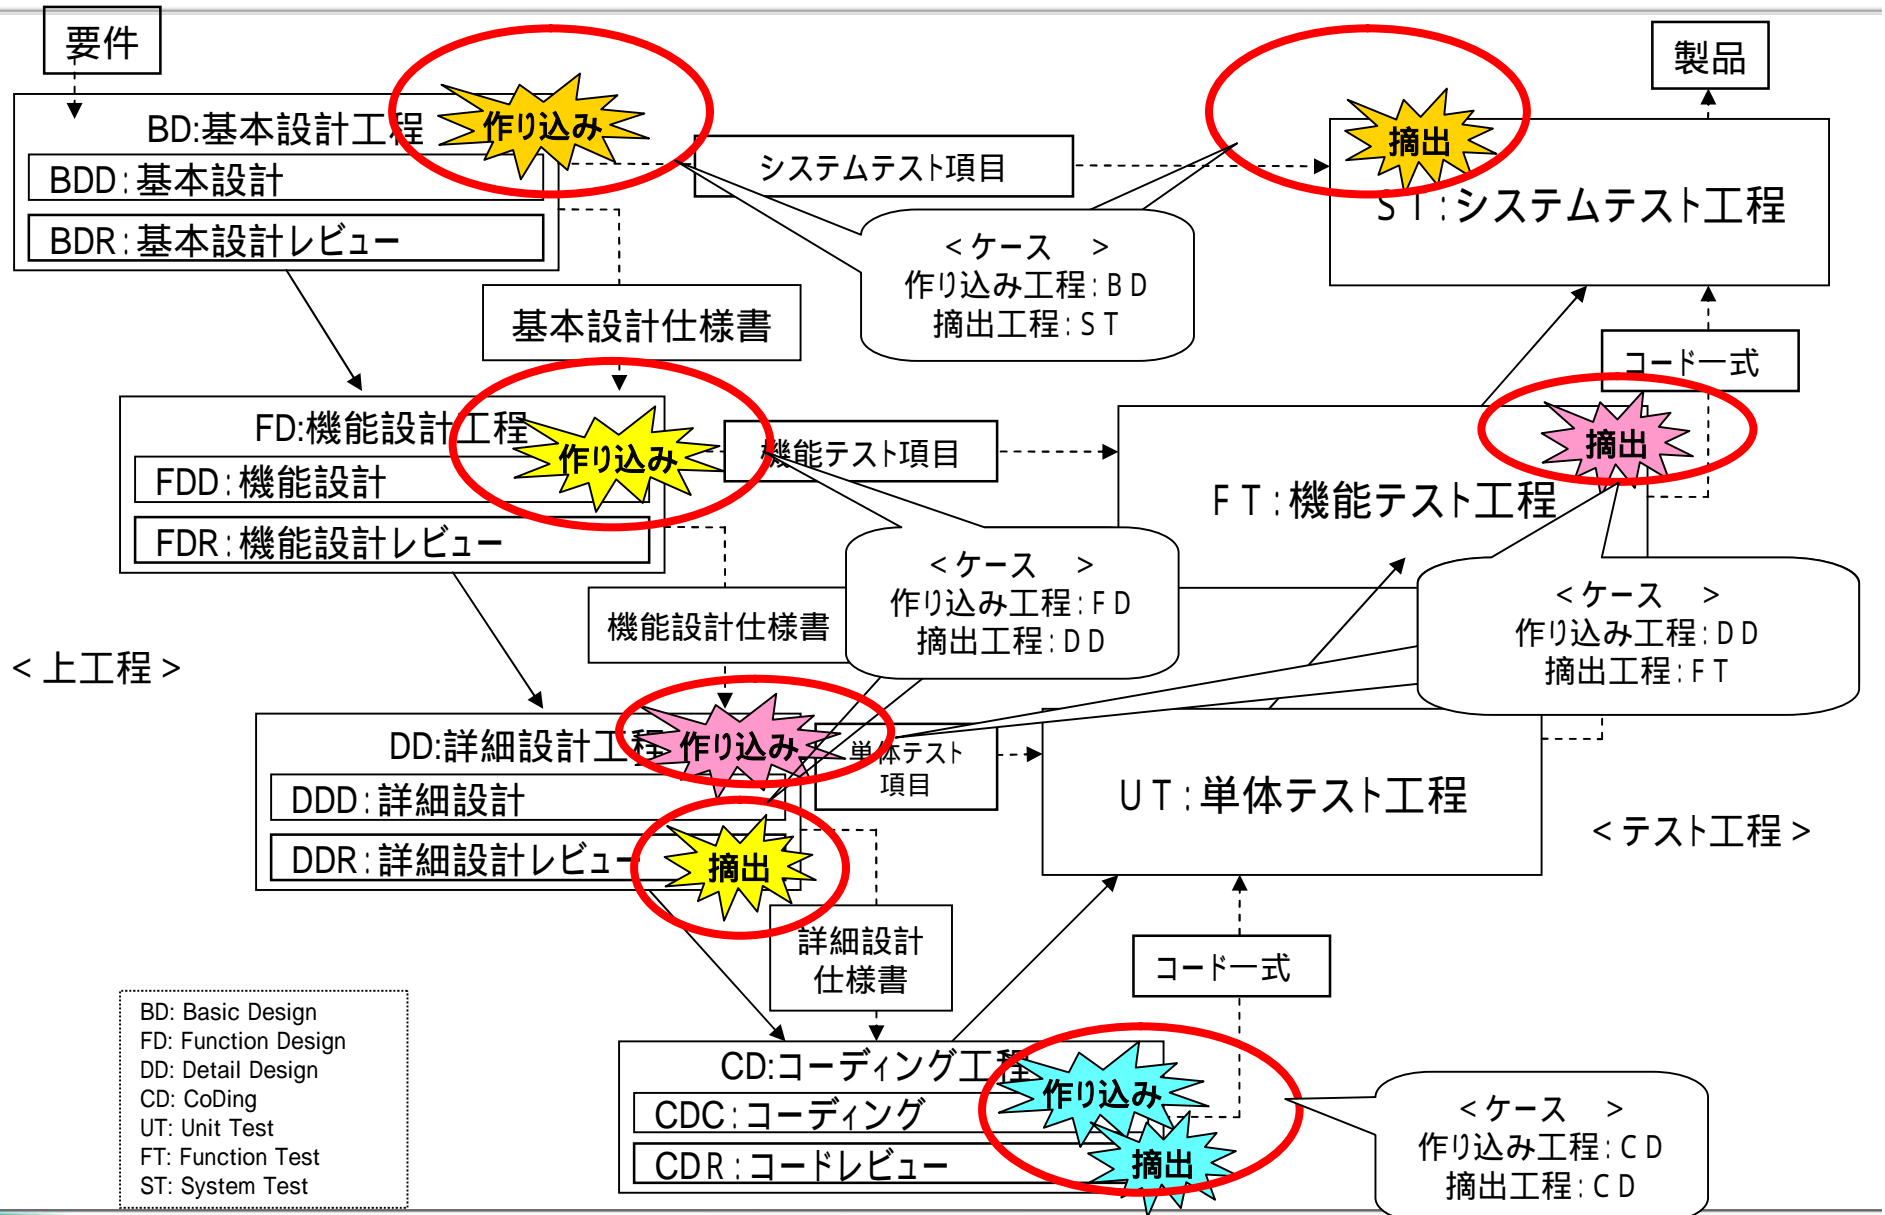 要件
製品
BD:基本設計工程
作り込み
BDD:基本設計
BDR:基本設計レビュー
システムテスト項目
摘出
ST:システムテスト工程
<ケース　>
作り込み工程:BD
摘出工程:ST
基本設計仕様書
コード一式
FD:機能設計工程
作り込み
FDD:機能設計
FDR:機能設計レビュー
機能テスト項目
摘出
FT:機能テスト工程
<ケース　>
作り込み工程:FD
摘出工程:DD
<ケース　>
作り込み工程:DD
摘出工程:FT
機能設計仕様書
<上工程>
DD:詳細設計工程
作り込み
DDD:詳細設計
DDR:詳細設計レビュー
摘出
単体テスト
項目
UT:単体テスト工程
<テスト工程>
詳細設計
仕様書
コード一式
BD: Basic Design
FD: Function Design
DD: Detail Design
CD: CoDing
UT: Unit Test
FT: Function Test
ST: System Test
CD:コーディング工程
作り込み
CDC:コーディング
CDR:コードレビュー
摘出
<ケース　>
作り込み工程:CD
摘出工程:CD